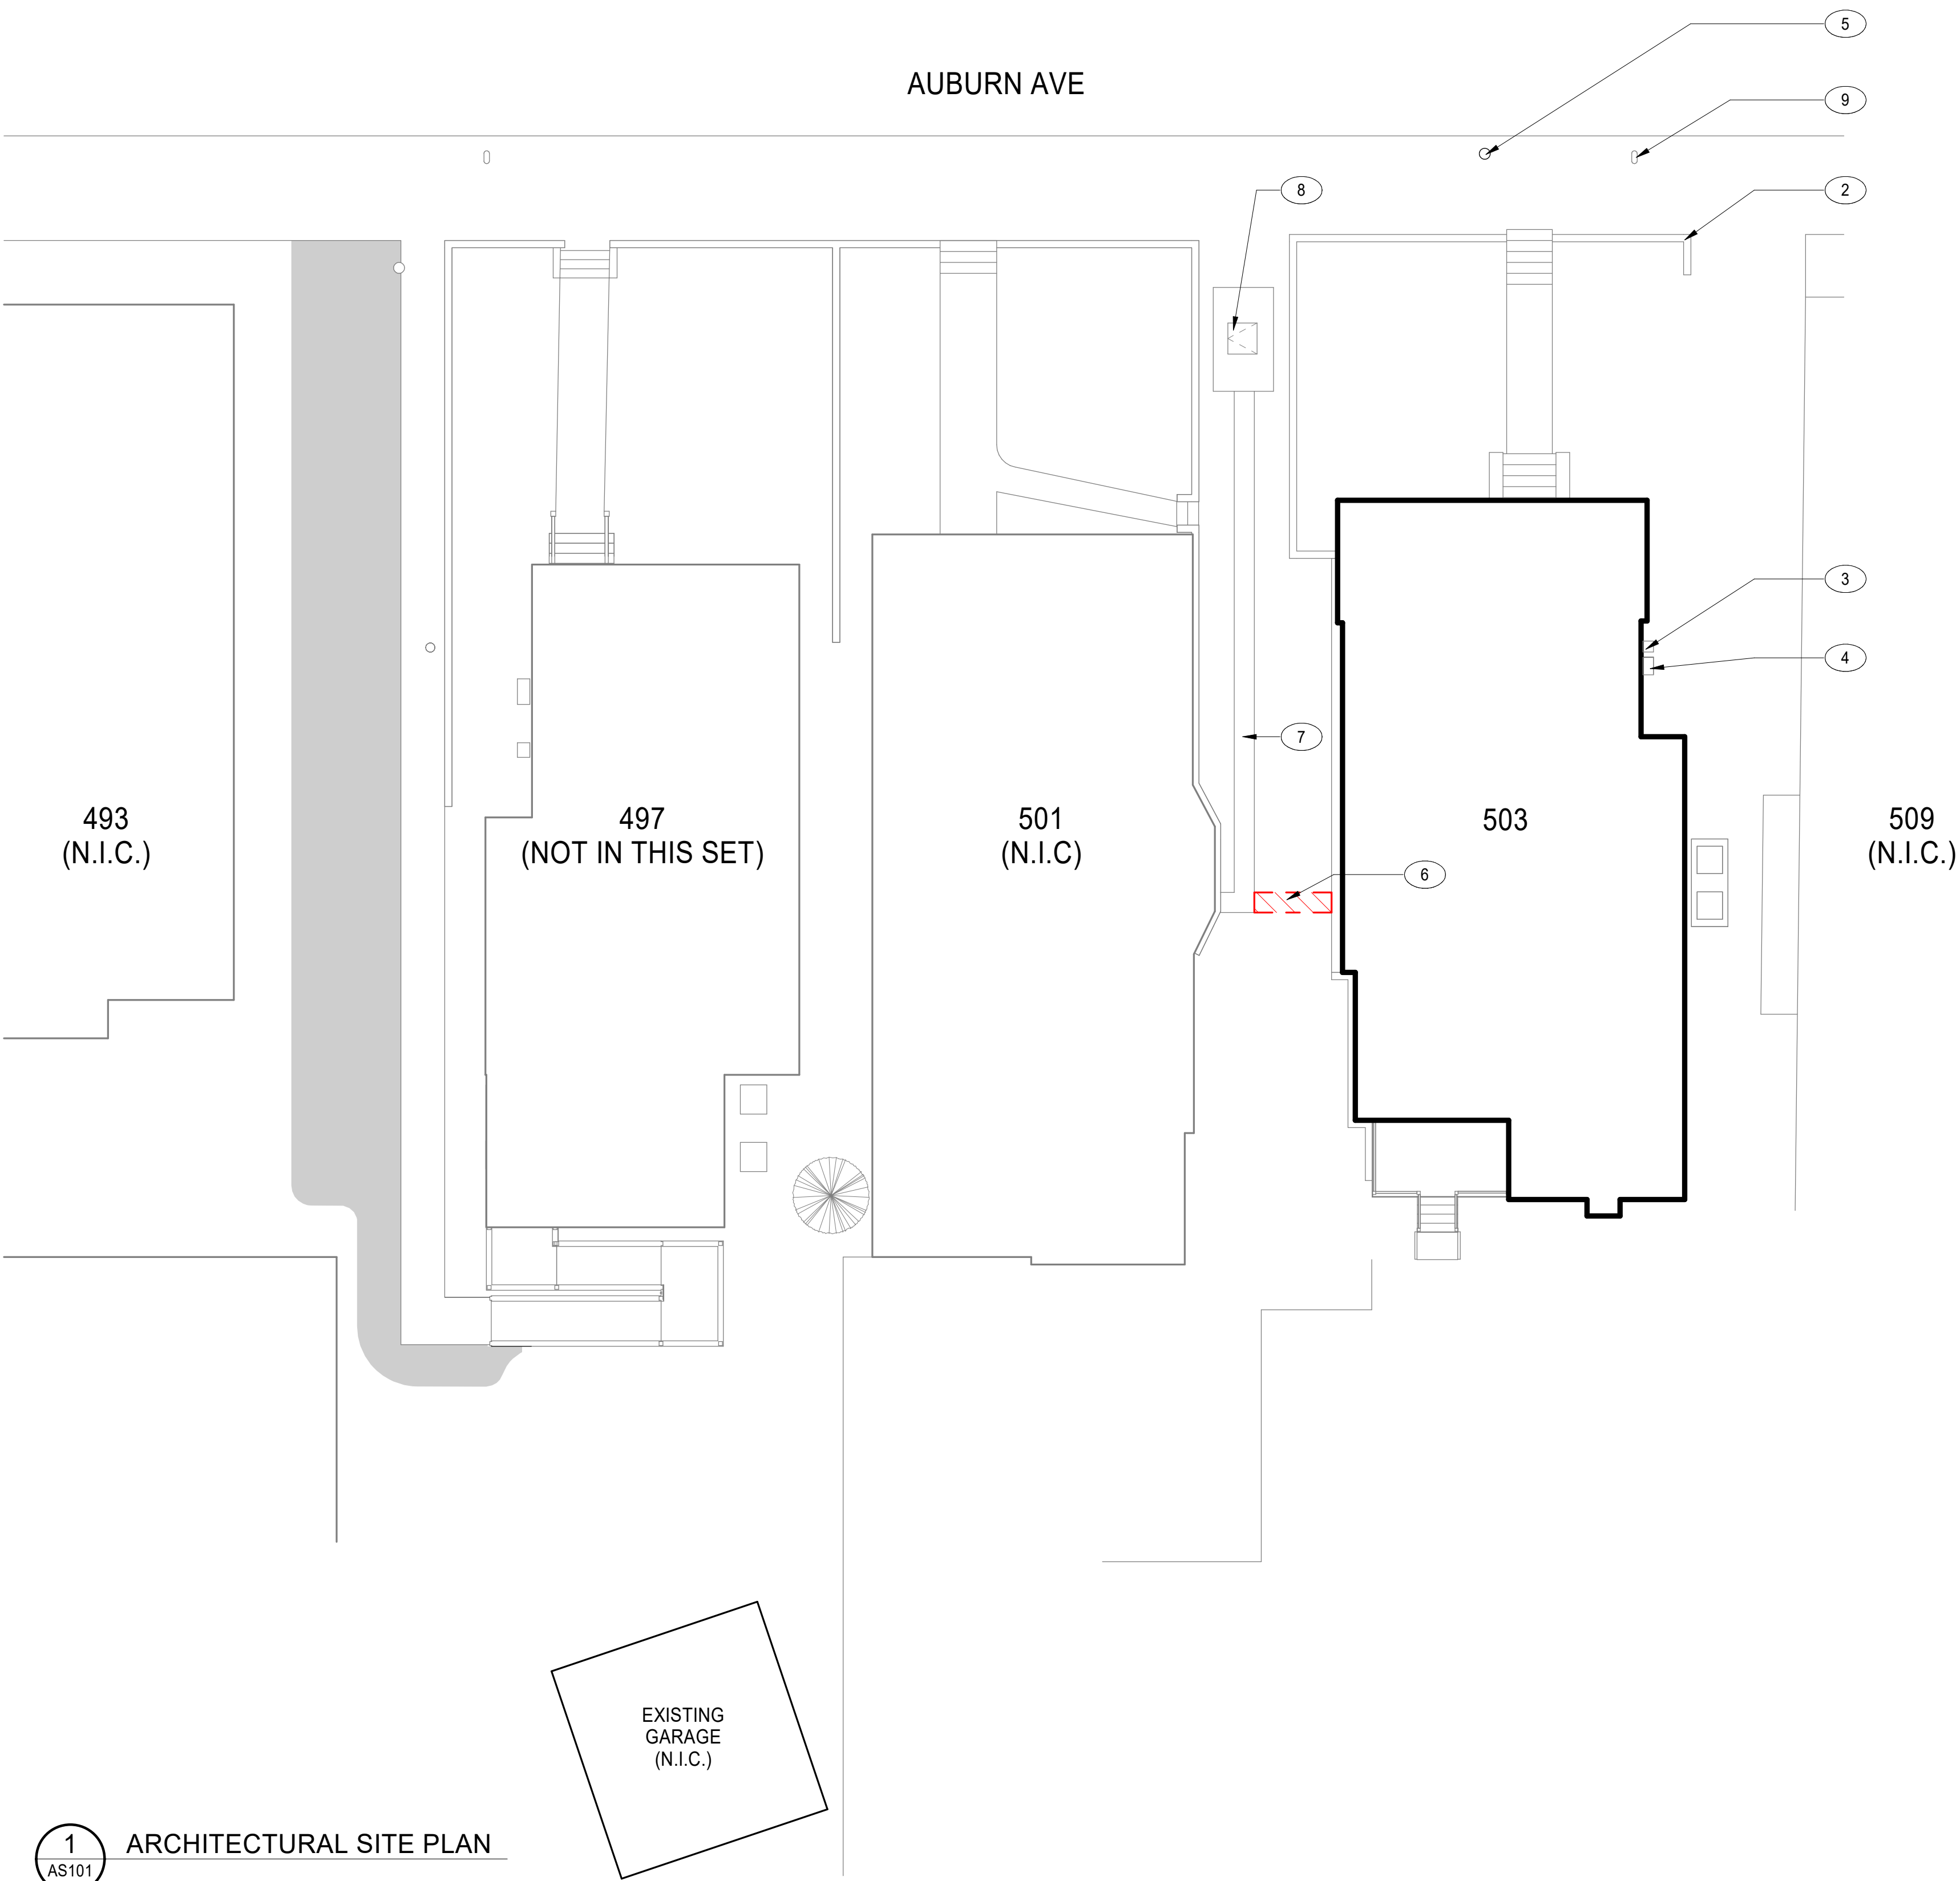 5
AUBURN AVE
9
8
2
3
4
7
493
(N.I.C.)
497
(NOT IN THIS SET)
501
(N.I.C)
503
509
(N.I.C.)
6
EXISTING
GARAGE
(N.I.C.)
1
AS101
ARCHITECTURAL SITE PLAN